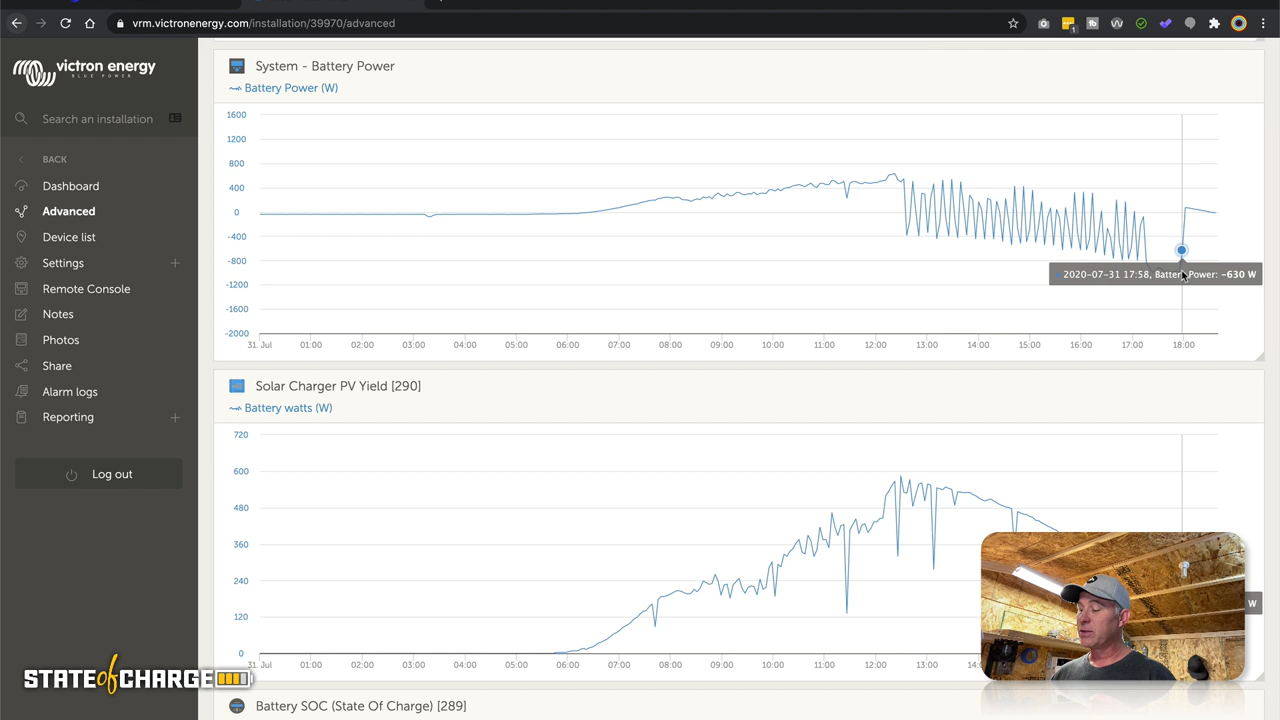 vrm.victronenergy.com/installation/39970/advanced
1
victron energy
BLUE POWER
Search an installation
BACK
Dashboard
Advanced
Device list
Settings
Remote Console
Notes
Photos
Share
Alarm logs
Reporting
Log out
System - Battery Power
Battery Power (W)
1600
1200
800
400
0
-400
-800
-1200
-1600
-2000
2020-07-31 17:58, Battery Power: -630 W
31. Jul 01:00 02:00 03:00 04:00 05:00 06:00 07:00 08:00 09:00 10:00 11:00 12:00 13:00 14:00 15:00 16:00 17:00 18:00
Solar Charger PV Yield [290]
Battery watts (W)
720
600
480
360
240
120
0
W
31. Jul 01:00 02:00 03:00 04:00 05:00 06:00 07:00 08:00 09:00 10:00 11:00 12:00 13:00
STATE of CHARGE
Battery SOC (State Of Charge) [289]